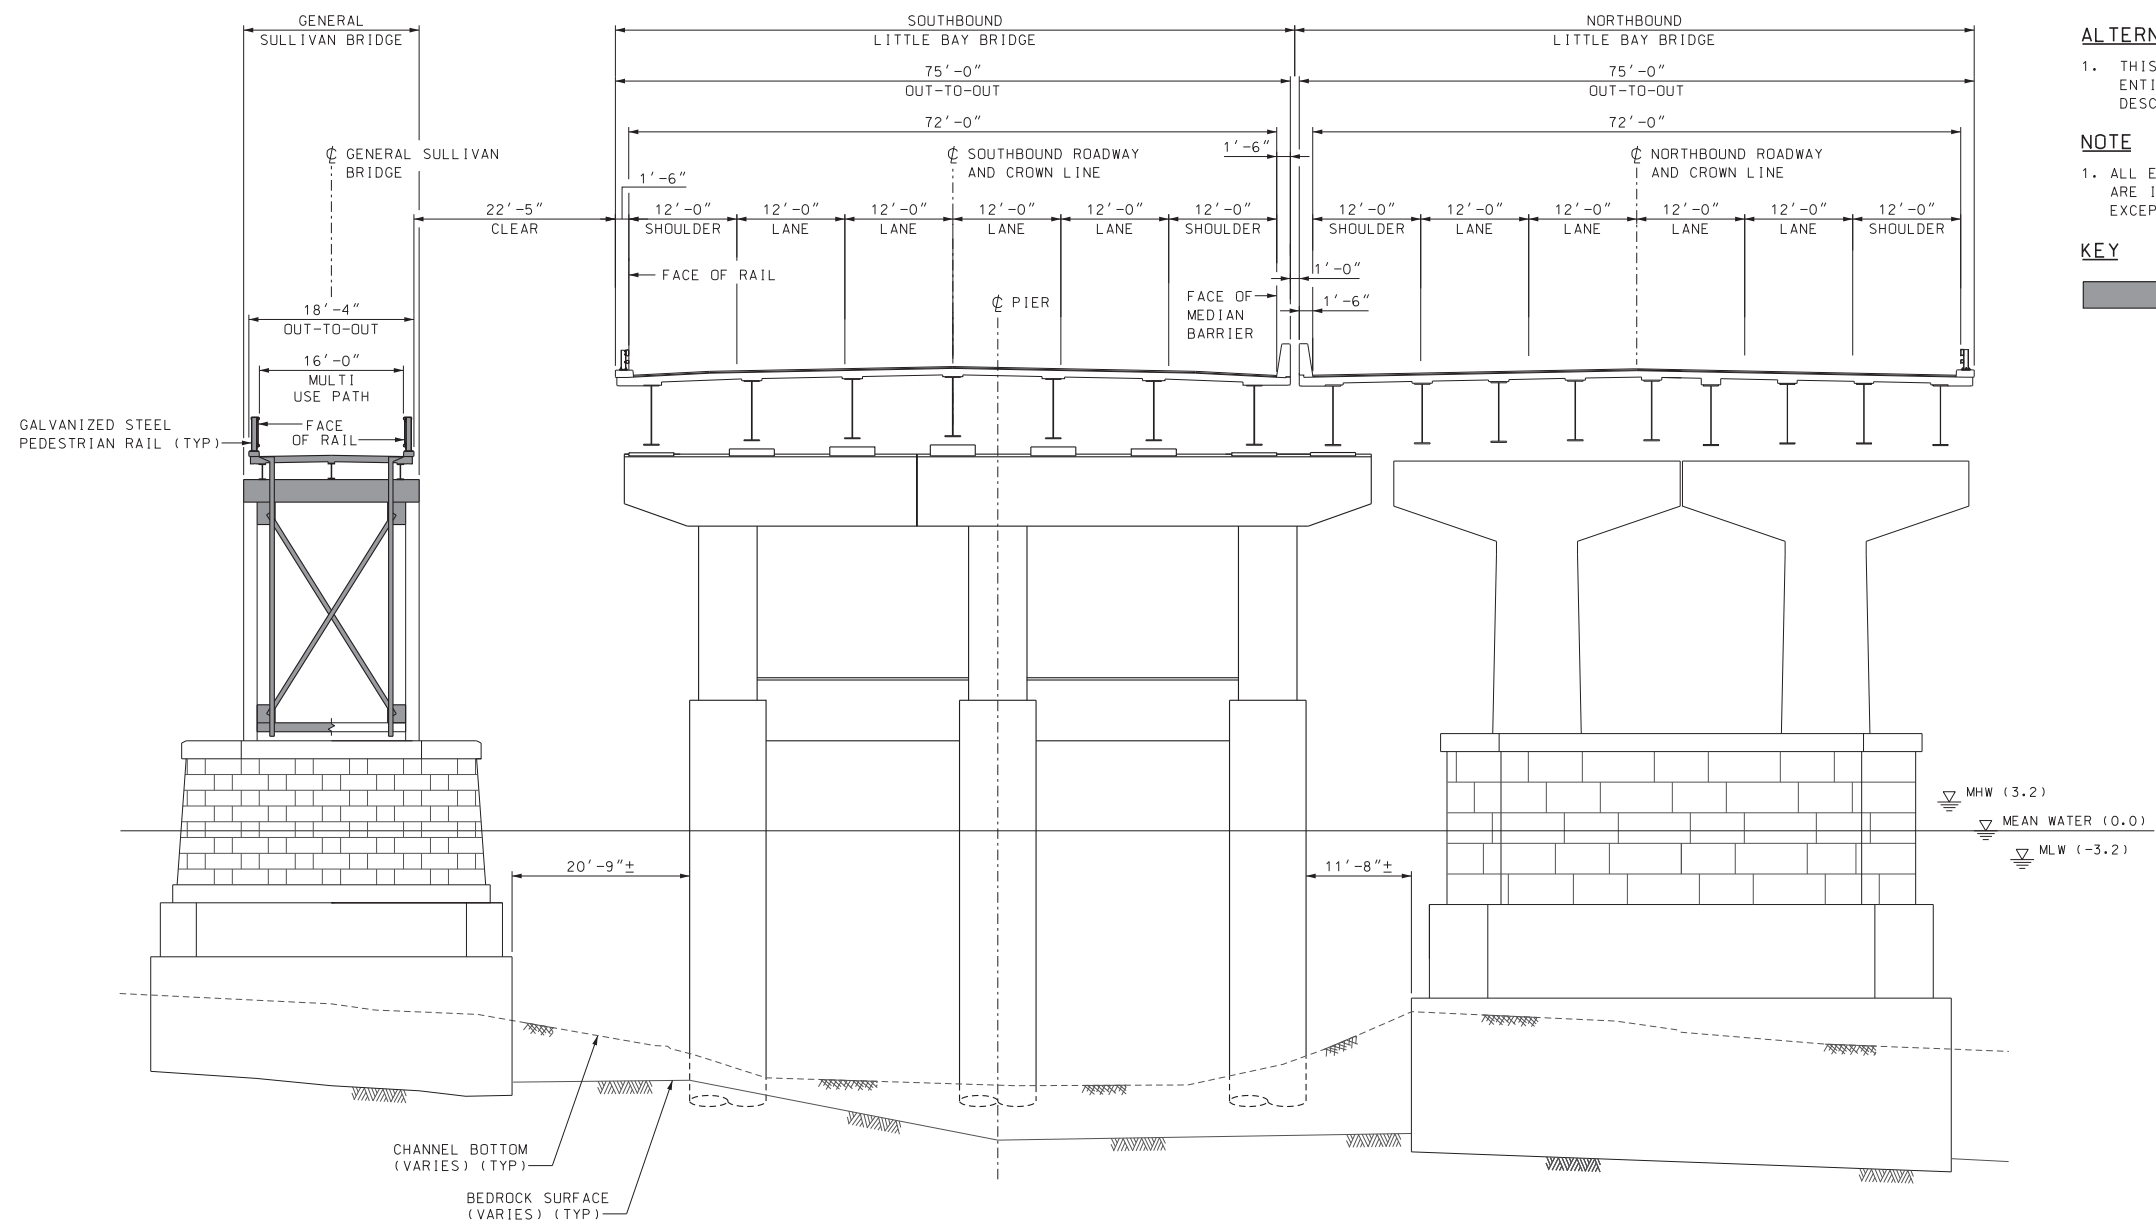 GENERAL
SULLIVAN BRIDGE
SOUTHBOUND
LITTLE BAY BRIDGE
NORTHBOUND
LITTLE BAY BRIDGE
75'-0"
OUT-TO-OUT
75'-0"
OUT-TO-OUT
72'-0"
72'-0"
℄ GENERAL SULLIVAN
BRIDGE
℄ SOUTHBOUND ROADWAY
AND CROWN LINE
1'-6"
℄ NORTHBOUND ROADWAY
AND CROWN LINE
1'-6"
22'-5"
CLEAR
12'-0"
SHOULDER
12'-0"
LANE
12'-0"
LANE
12'-0"
LANE
12'-0"
LANE
12'-0"
SHOULDER
12'-0"
SHOULDER
12'-0"
LANE
12'-0"
LANE
12'-0"
LANE
12'-0"
LANE
12'-0"
SHOULDER
FACE OF RAIL
1'-0"
℄ PIER
FACE OF
MEDIAN
BARRIER
1'-6"
18'-4"
OUT-TO-OUT
16'-0"
MULTI
USE PATH
FACE
OF RAIL
GALVANIZED STEEL
PEDESTRIAN RAIL (TYP)
MHW (3.2)
MEAN WATER (0.0)
MLW (-3.2)
20'-9"±
11'-8"±
CHANNEL BOTTOM
(VARIES) (TYP)
BEDROCK SURFACE
(VARIES) (TYP)
1. THIS
NOTE
1. ALL
KEY